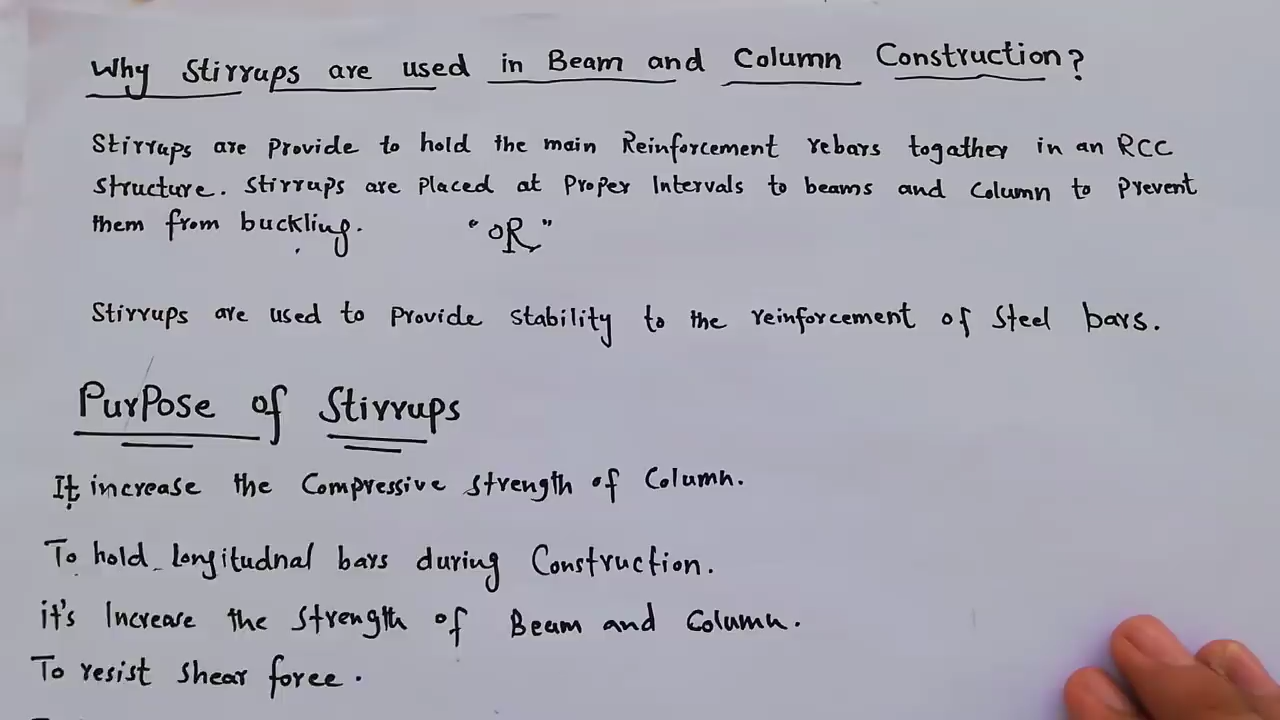 Why Stirrups are used in Beam and Column Construction?
Stirrups are Provide to hold the main Reinforcement rebars togather in an RCC
structure. Stirrups are Placed at Proper Intervals to beams and Column to Prevent
them from buckling. "OR"
Stirrups are used to Provide Stability to the reinforcement of Steel bars.
Purpose of Stirrups
It increase the Compressive Strength of Column.
To hold Longitudnal bars during Construction.
it's Increase the Strength of Beam and Column.
To resist Shear force.